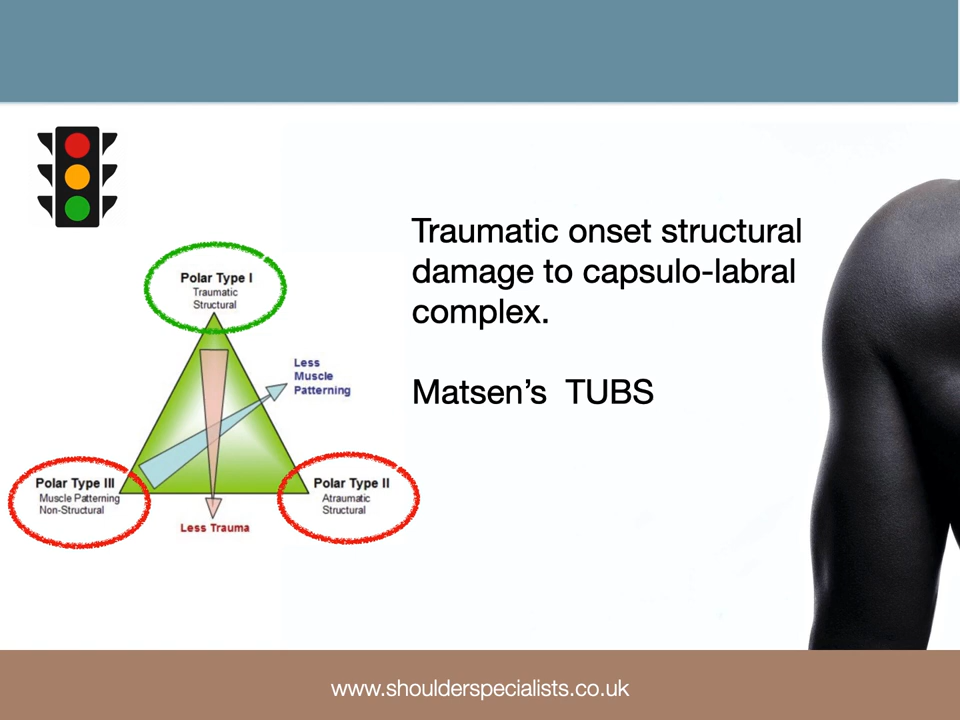 Polar Type I
Traumatic
Structural
Less
Muscle
Patterning
Polar Type III
Muscle Patterning
Non-Structural
Polar Type II
Atraumatic
Structural
Less Trauma
Traumatic onset structural
damage to capsulo-labral
complex.
Matsen’s  TUBS
www.shoulderspecialists.co.uk